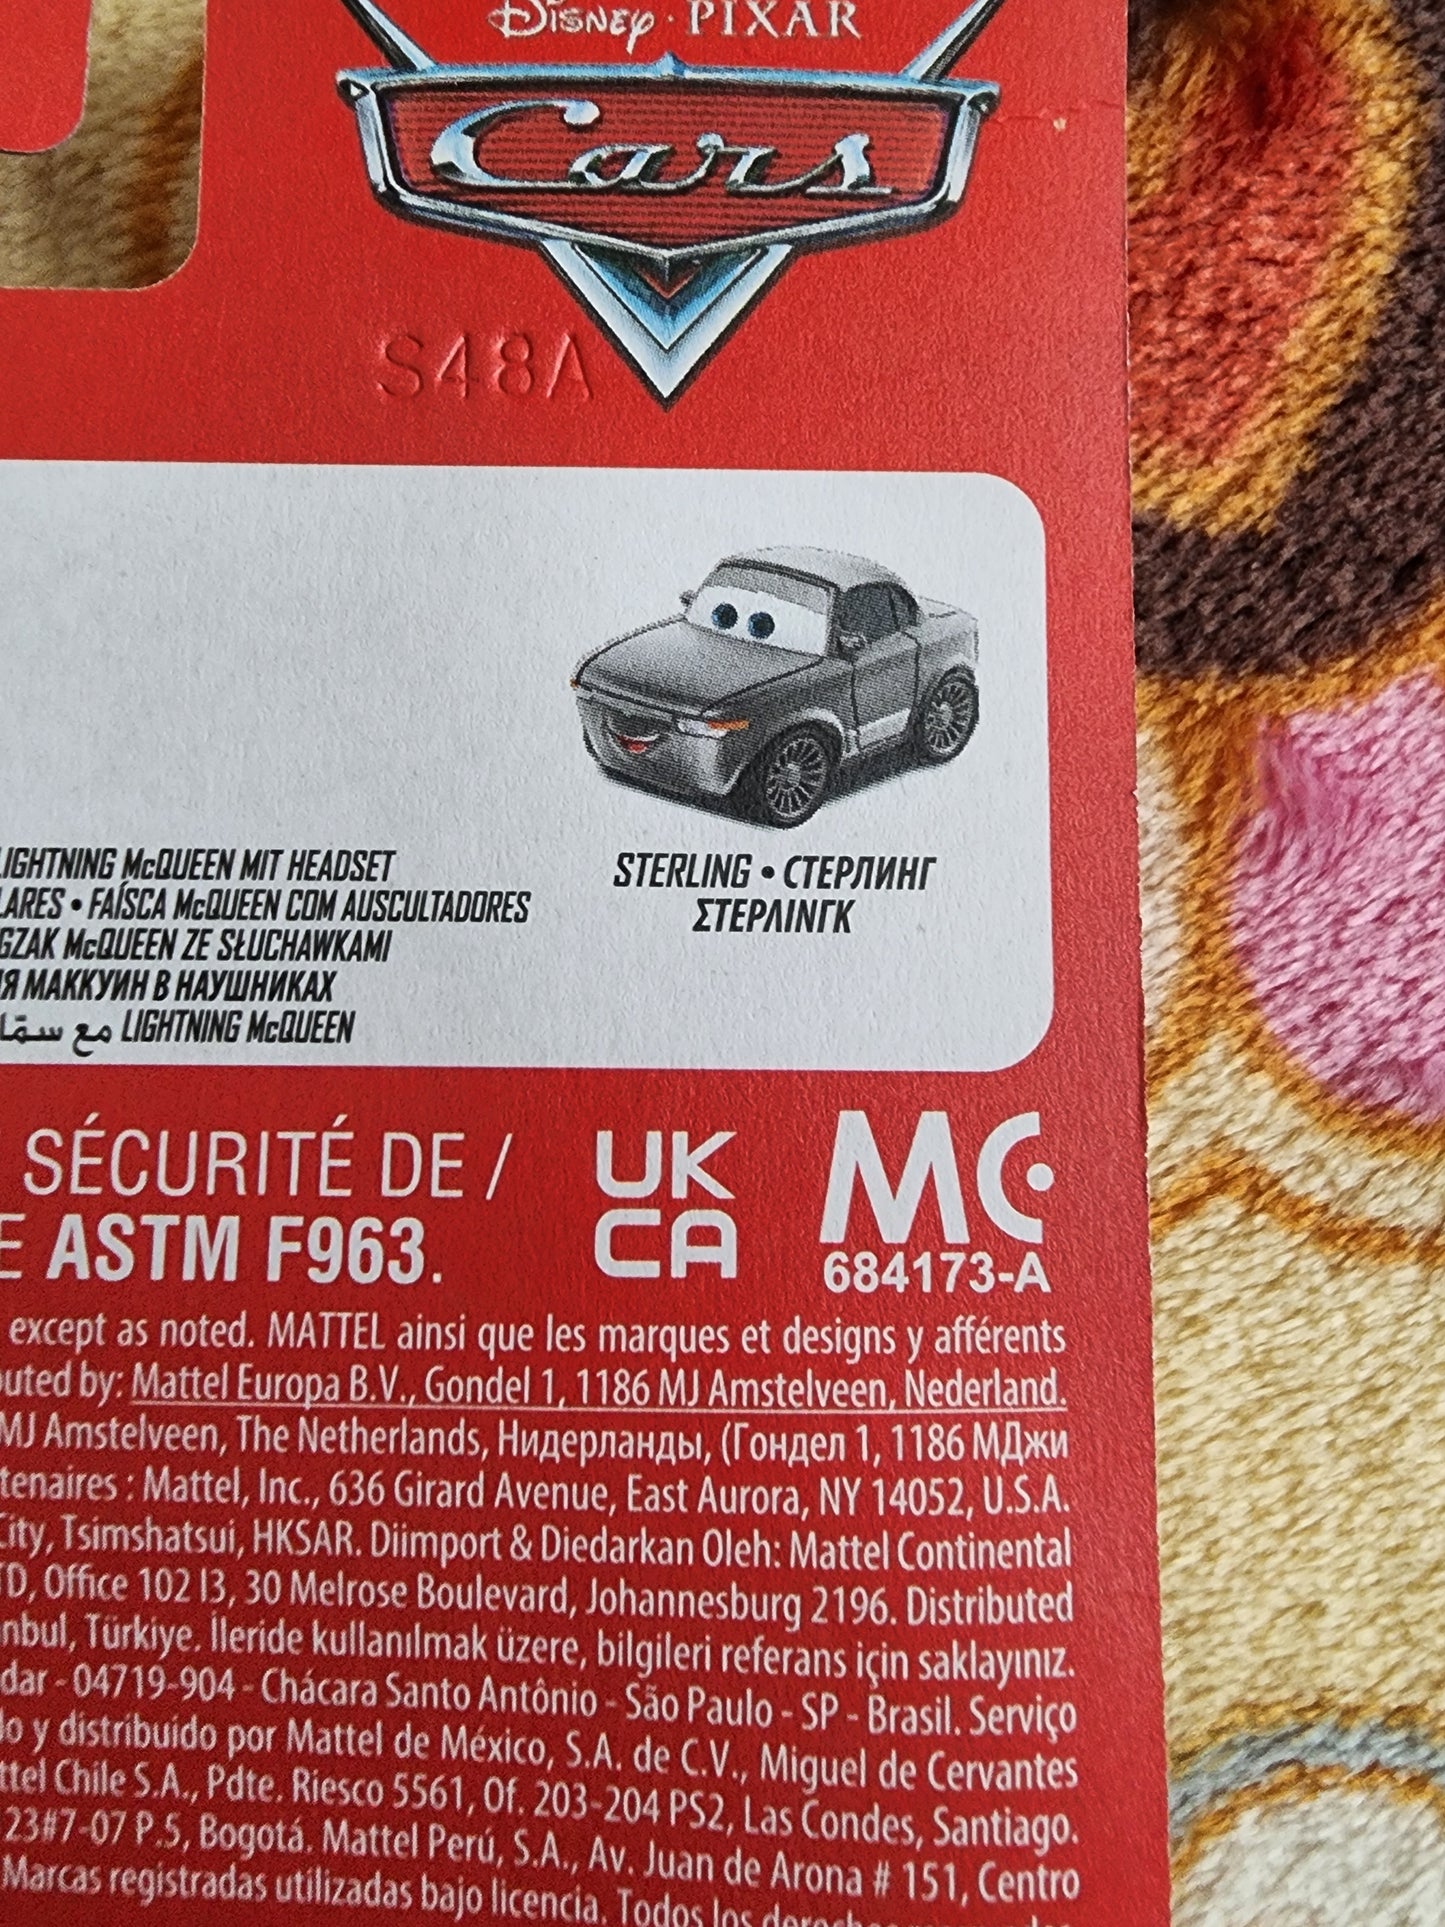 Disney · PIXAR
Cars
S48A
LIGHTNING McQUEEN MIT HEADSET
LARES • FAÍSCA McQUEEN COM AUSCULTADORES
GZAK McQUEEN ZE SŁUCHAWKAMI
Я МАККУИН В НАУШНИКАХ
مع LIGHTNING McQUEEN
STERLING • СТЕРЛИНГ
ΣΤΕΡΛΙΝΓΚ
SÉCURITÉ DE /
E ASTM F963.
UK
CA
MC
684173-A
except as noted. MATTEL ainsi que les marques et designs y afférents
uted by: Mattel Europa B.V., Gondel 1, 1186 MJ Amstelveen, Nederland.
MJ Amstelveen, The Netherlands, Нидерланды, (Гондел 1, 1186 МДжи
tenaires : Mattel, Inc., 636 Girard Avenue, East Aurora, NY 14052, U.S.A.
City, Tsimshatsui, HKSAR. Diimport & Diedarkan Oleh: Mattel Continental
TD, Office 102 I3, 30 Melrose Boulevard, Johannesburg 2196. Distributed
nbul, Türkiye. İleride kullanılmak üzere, bilgileri referans için saklayınız.
dar - 04719-904 - Chácara Santo Antônio - São Paulo - SP - Brasil. Serviço
do y distribuido por Mattel de México, S.A. de C.V., Miguel de Cervantes
ttel Chile S.A., Pdte. Riesco 5561, Of. 203-204 PS2, Las Condes, Santiago.
123#7-07 P.5, Bogotá. Mattel Perú, S.A., Av. Juan de Arona # 151, Centro
Marcas registradas utilizadas bajo licencia. Todos los